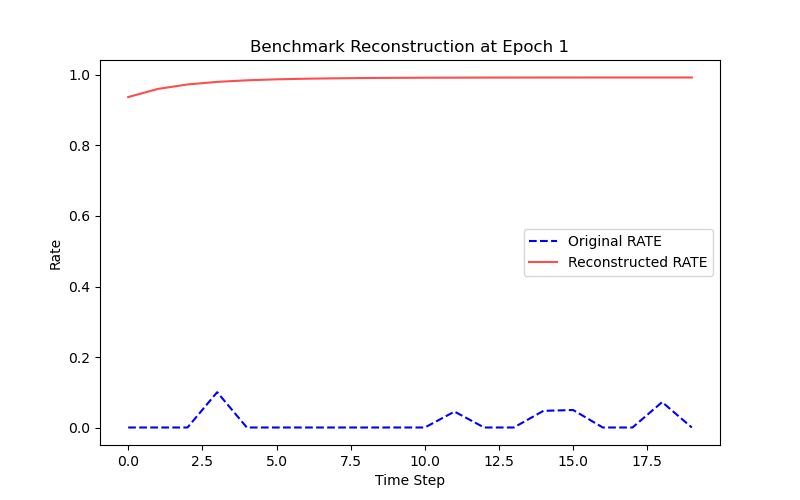 Benchmark Reconstruction at Epoch 1
1.0
0.8
0.6
0.4
0.2
0.0
Rate
Original RATE
Reconstructed RATE
0.0 2.5 5.0 7.5 10.0 12.5 15.0 17.5
Time Step